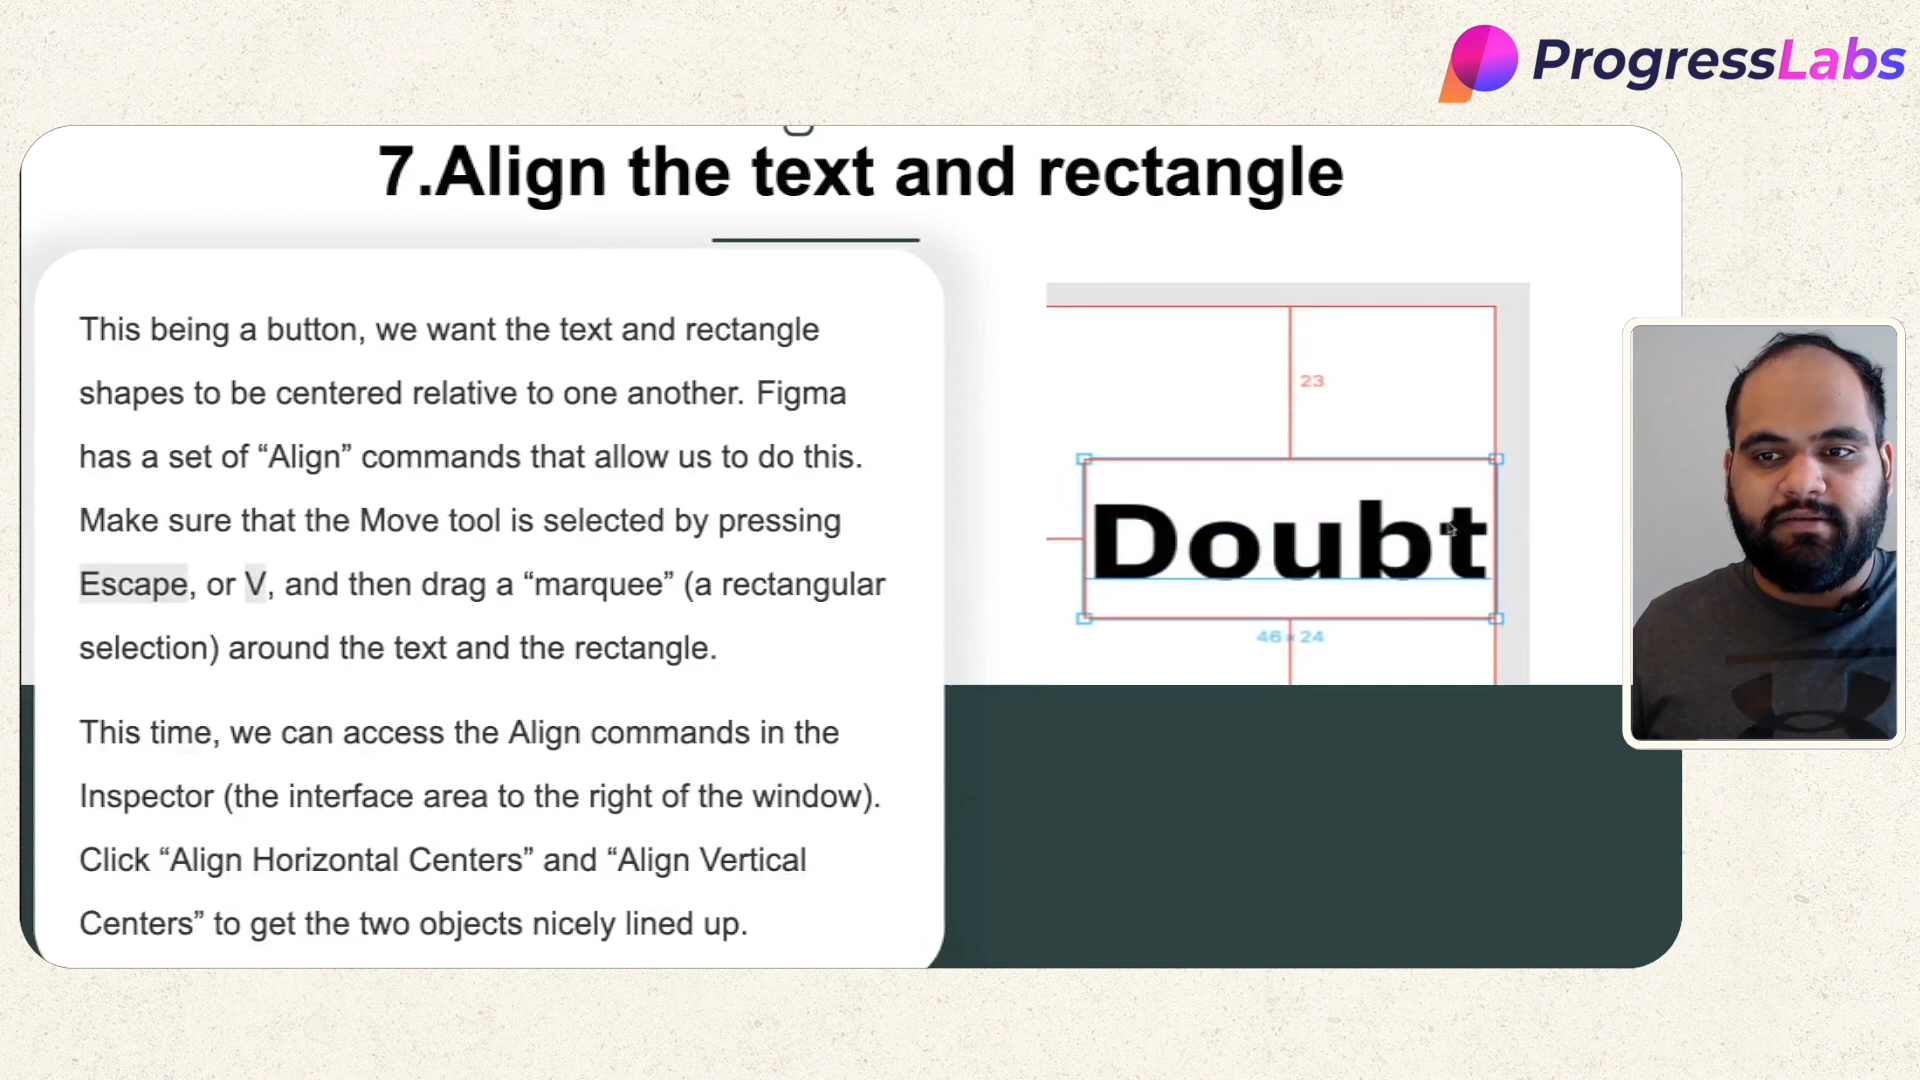 ProgressLabs
7.Align the text and rectangle
This being a button, we want the text and rectangle
shapes to be centered relative to one another. Figma
has a set of “Align” commands that allow us to do this.
Make sure that the Move tool is selected by pressing
Escape, or V, and then drag a “marquee” (a rectangular
selection) around the text and the rectangle.
This time, we can access the Align commands in the
Inspector (the interface area to the right of the window).
Click “Align Horizontal Centers” and “Align Vertical
Centers” to get the two objects nicely lined up.
23
Doubt
46 × 24